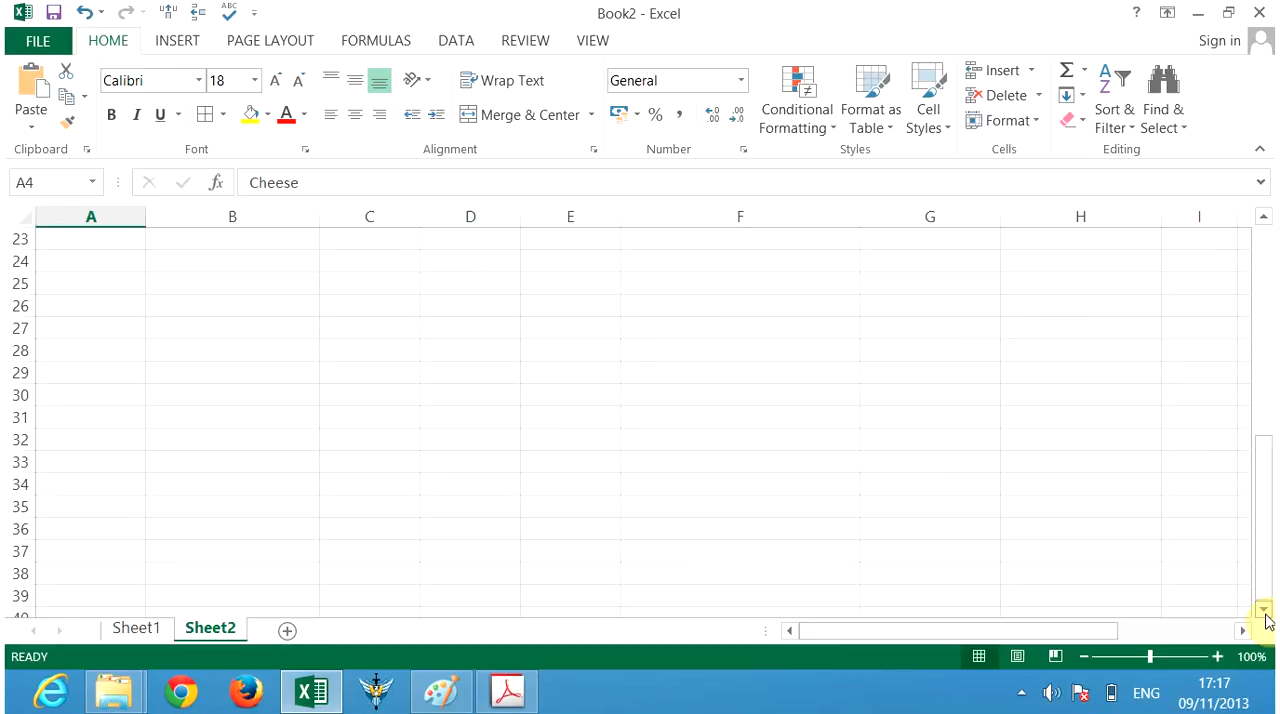 Book2 - Excel
?
FILE
HOME
INSERT
PAGE LAYOUT
FORMULAS
DATA
REVIEW
VIEW
Sign in
Paste
Calibri
18
Wrap Text
General
Conditional
Formatting
Format as
Table
Cell
Styles
Insert
Delete
Format
Sort &
Filter
Find &
Select
B I U
A
Merge & Center
%
Clipboard
Font
Alignment
Number
Styles
Cells
Editing
A4
fx
Cheese
A B C D E F G H I
23
24
25
26
27
28
29
30
31
32
33
34
35
36
37
38
39
40
Sheet1
Sheet2
READY
100%
ENG
17:17
09/11/2013